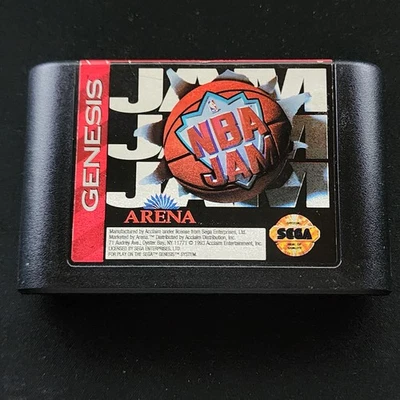 GENESIS
JAM
JAM
JAM
NBA
JAM
ARENA
Manufactured by Acclaim under license from Sega Enterprises, Ltd.
Marketed by Arena.™ Distributed by Acclaim Distribution, Inc.
71 Audrey Ave., Oyster Bay, NY 11771 © 1993 Acclaim Entertainment, Inc.
LICENSED BY SEGA ENTERPRISES, LTD.
FOR PLAY ON THE SEGA™ GENESIS™ SYSTEM.
SEGA